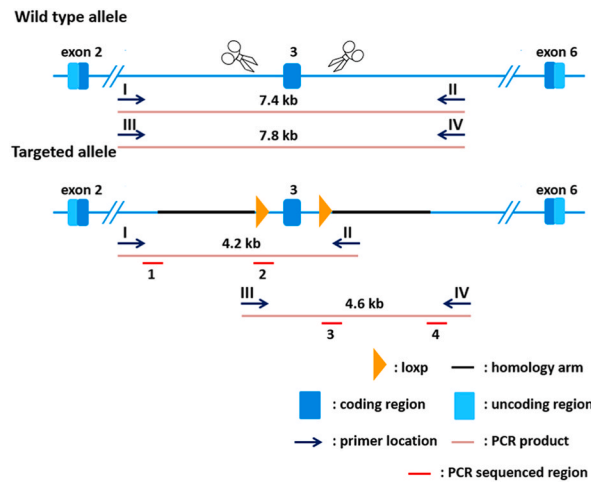 Wild type allele
exon 2
3
exon 6
I
II
7.4 kb
III
IV
7.8 kb
Targeted allele
exon 2
3
exon 6
I
II
4.2 kb
1
2
III
IV
4.6 kb
3
4
: loxp
: homology arm
: coding region
: uncoding region
: primer location
: PCR product
: PCR sequenced region